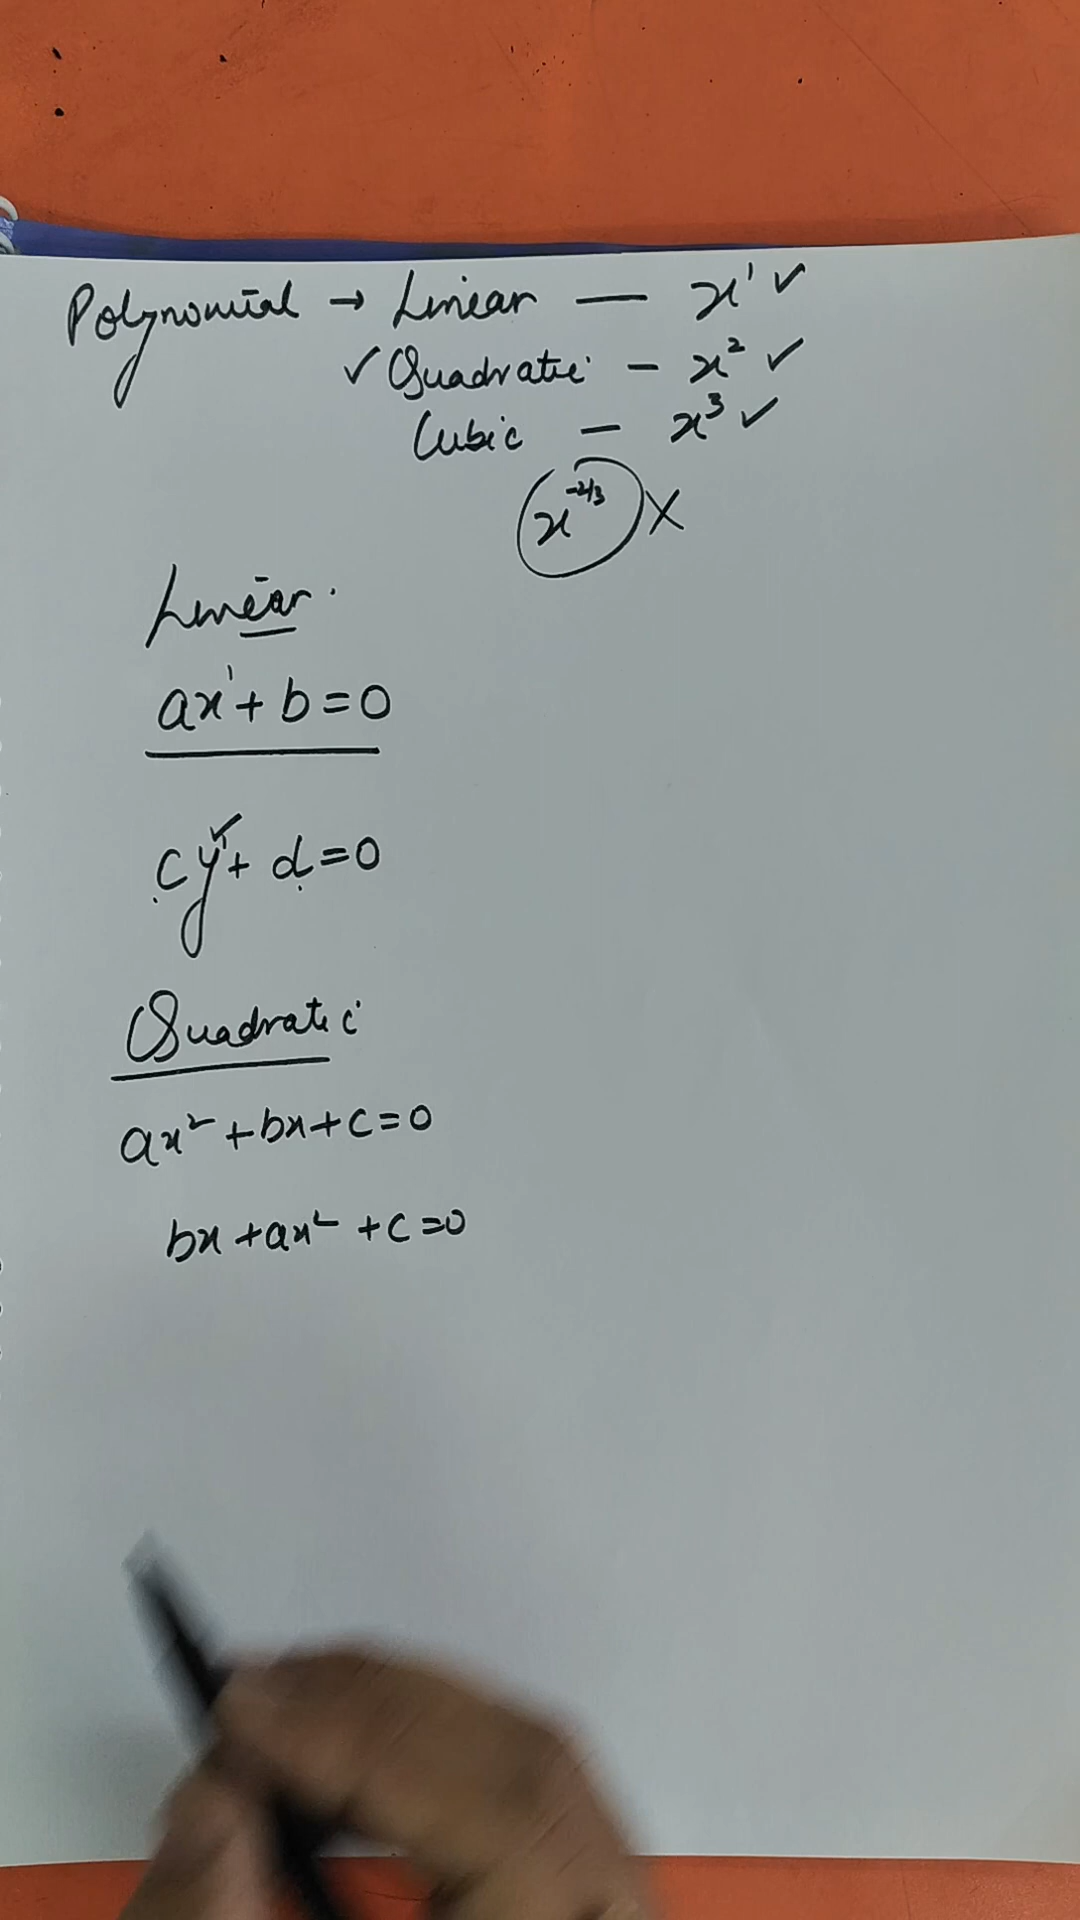 Polynomial → Linear — x¹ ✓
✓ Quadratic – x² ✓
Cubic – x³ ✓
x^-2/3 X
Linear.
ax¹ + b = 0
cy¹ + d = 0
Quadratic
ax² + bx + c = 0
bx + ax² + c = 0